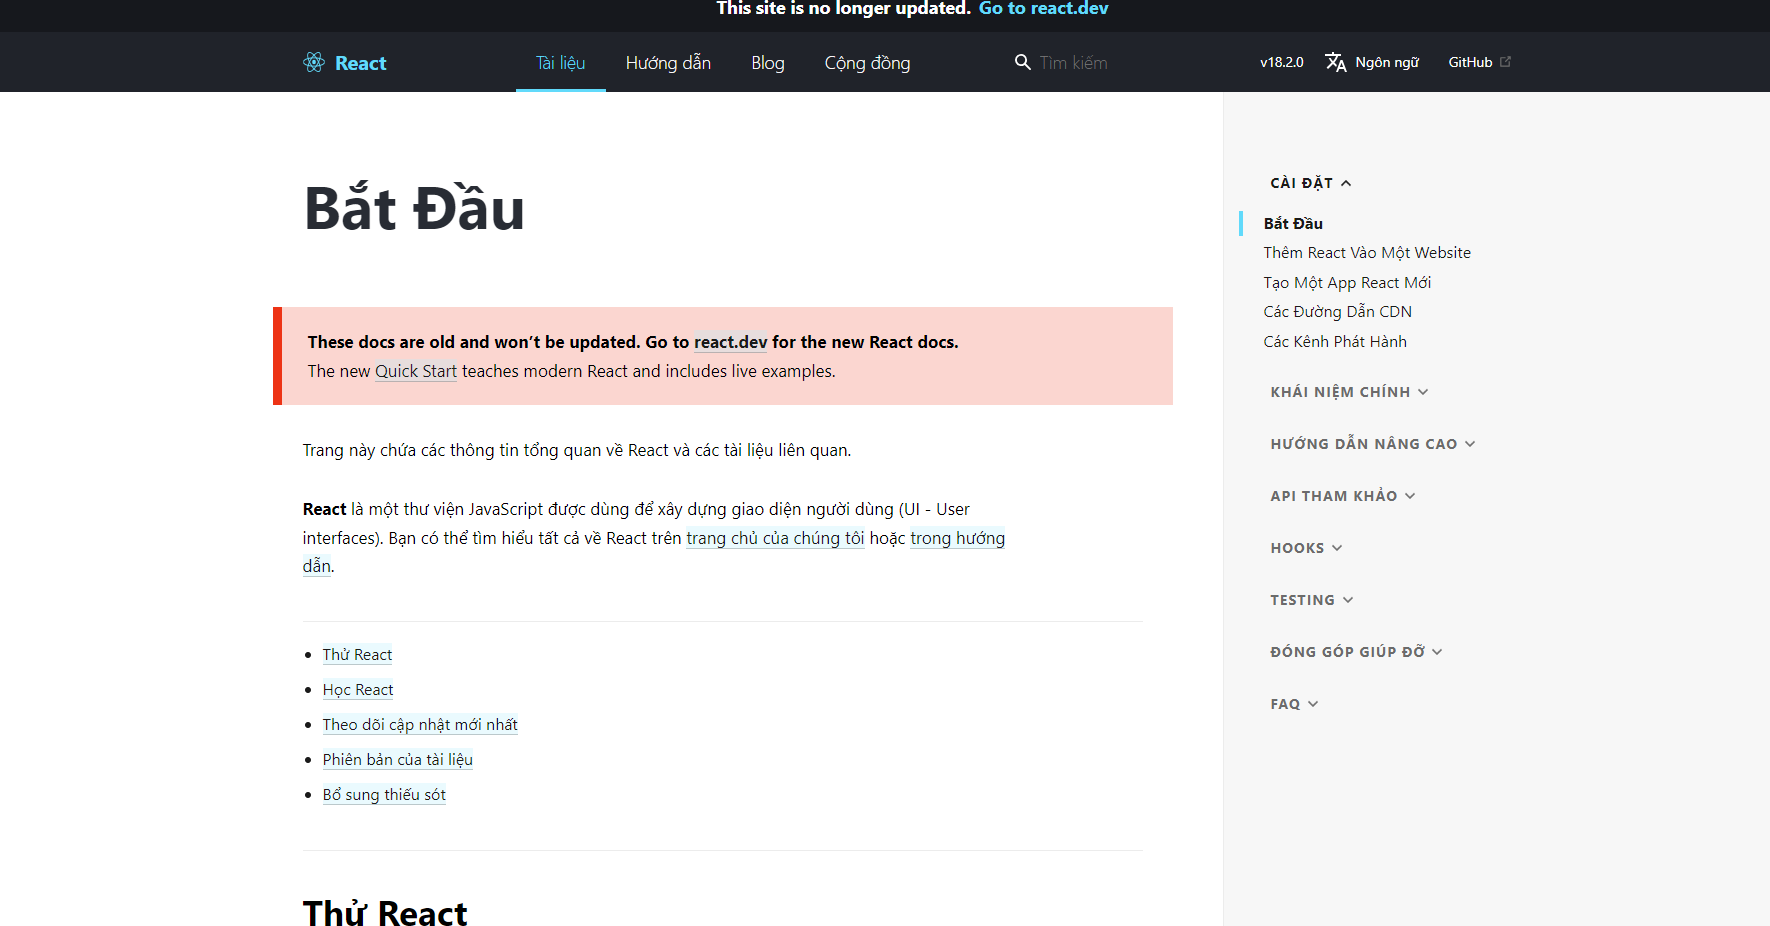 This site is no longer updated. Go to react.dev
React
Tài liệu
Hướng dẫn
Blog
Cộng đồng
Tìm kiếm
v18.2.0
Ngôn ngữ
GitHub
Bắt Đầu
These docs are old and won’t be updated. Go to react.dev for the new React docs.
The new Quick Start teaches modern React and includes live examples.
Trang này chứa các thông tin tổng quan về React và các tài liệu liên quan.
React là một thư viện JavaScript được dùng để xây dựng giao diện người dùng (UI - User
interfaces). Bạn có thể tìm hiểu tất cả về React trên trang chủ của chúng tôi hoặc trong hướng
dẫn.
Thử React
Học React
Theo dõi cập nhật mới nhất
Phiên bản của tài liệu
Bổ sung thiếu sót
Thử React
CÀI ĐẶT
Bắt Đầu
Thêm React Vào Một Website
Tạo Một App React Mới
Các Đường Dẫn CDN
Các Kênh Phát Hành
KHÁI NIỆM CHÍNH
HƯỚNG DẪN NÂNG CAO
API THAM KHẢO
HOOKS
TESTING
ĐÓNG GÓP GIÚP ĐỠ
FAQ